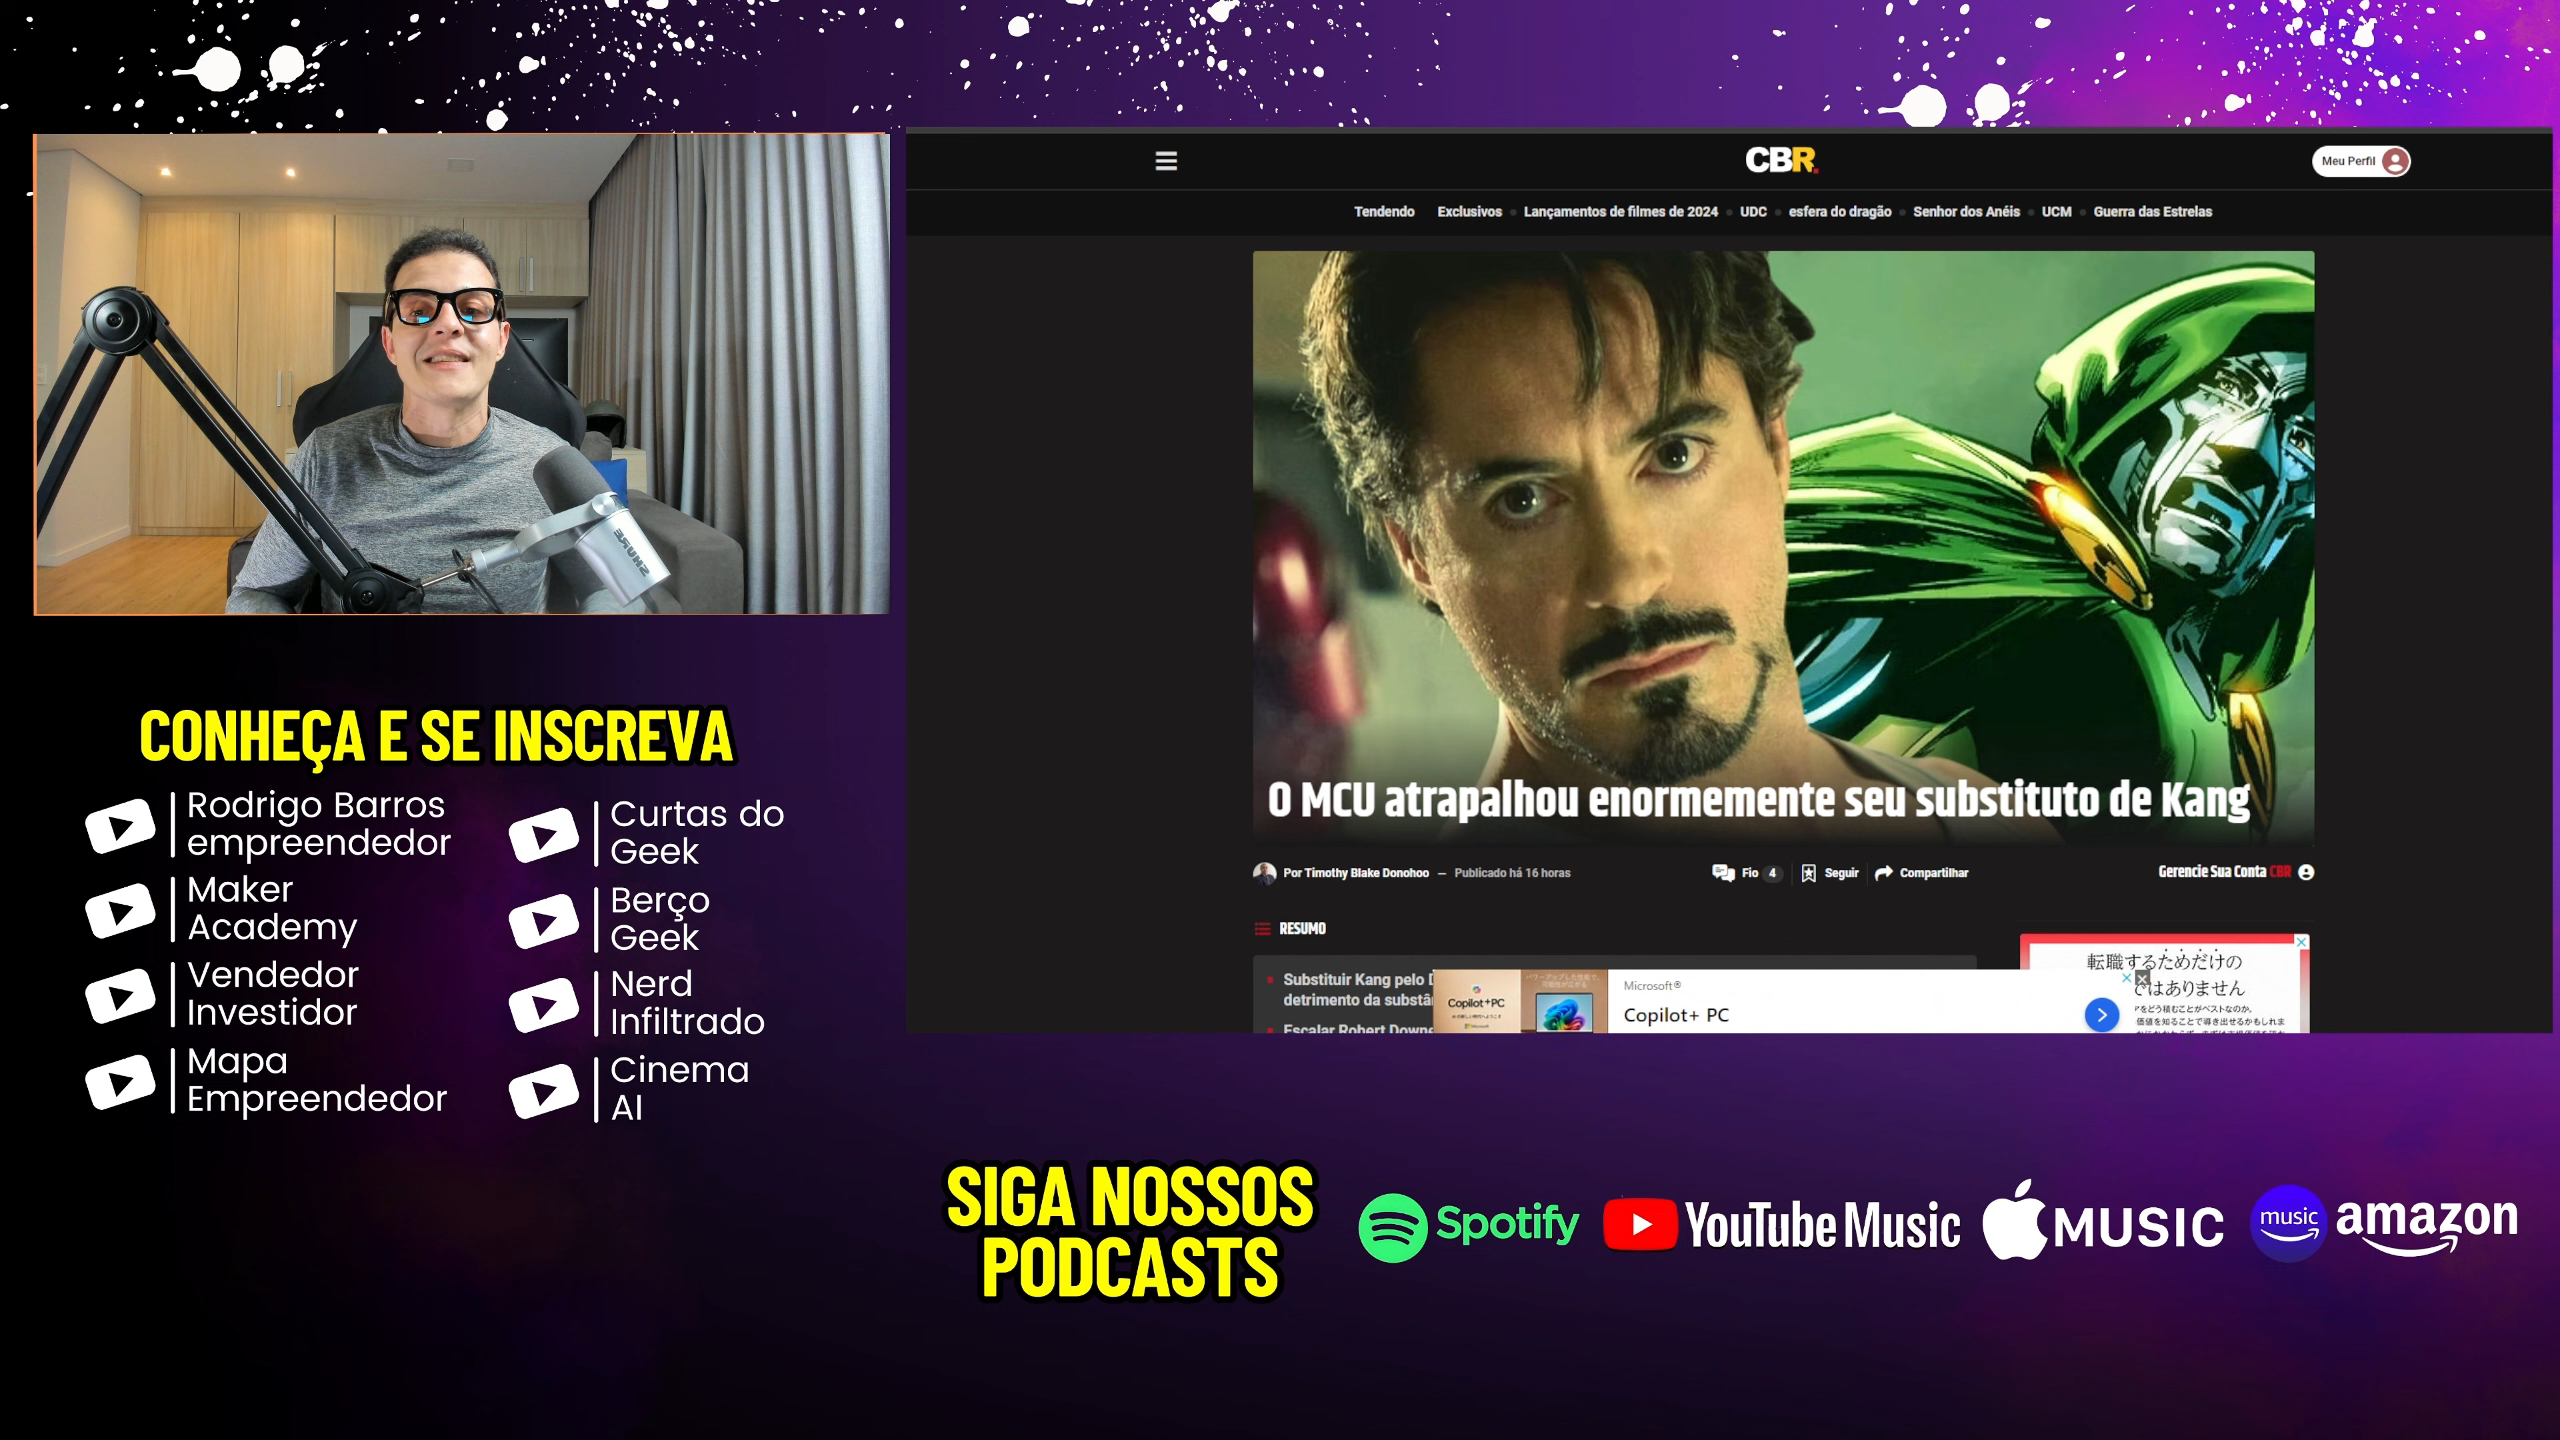 SHURE
CONHEÇA E SE INSCREVA
Rodrigo Barros
empreendedor
Maker
Academy
Vendedor
Investidor
Mapa
Empreendedor
Curtas do
Geek
Berço
Geek
Nerd
Infiltrado
Cinema
AI
CBR.
Meu Perfil
Tendendo Exclusivos Lançamentos de filmes de 2024 UDC esfera do dragão Senhor dos Anéis UCM Guerra das Estrelas
O MCU atrapalhou enormemente seu substituto de Kang
Por Timothy Blake Donohoo — Publicado há 16 horas Fio 4 Seguir Compartilhar Gerencie Sua Conta CBR
RESUMO
Substituir Kang pelo
detrimento da
Escalar Robert
Copilot+PC
Microsoft
Microsoft®
Copilot+ PC
転職するためだけの
ではありません
SIGA NOSSOS
PODCASTS
Spotify YouTube Music MUSIC music amazon